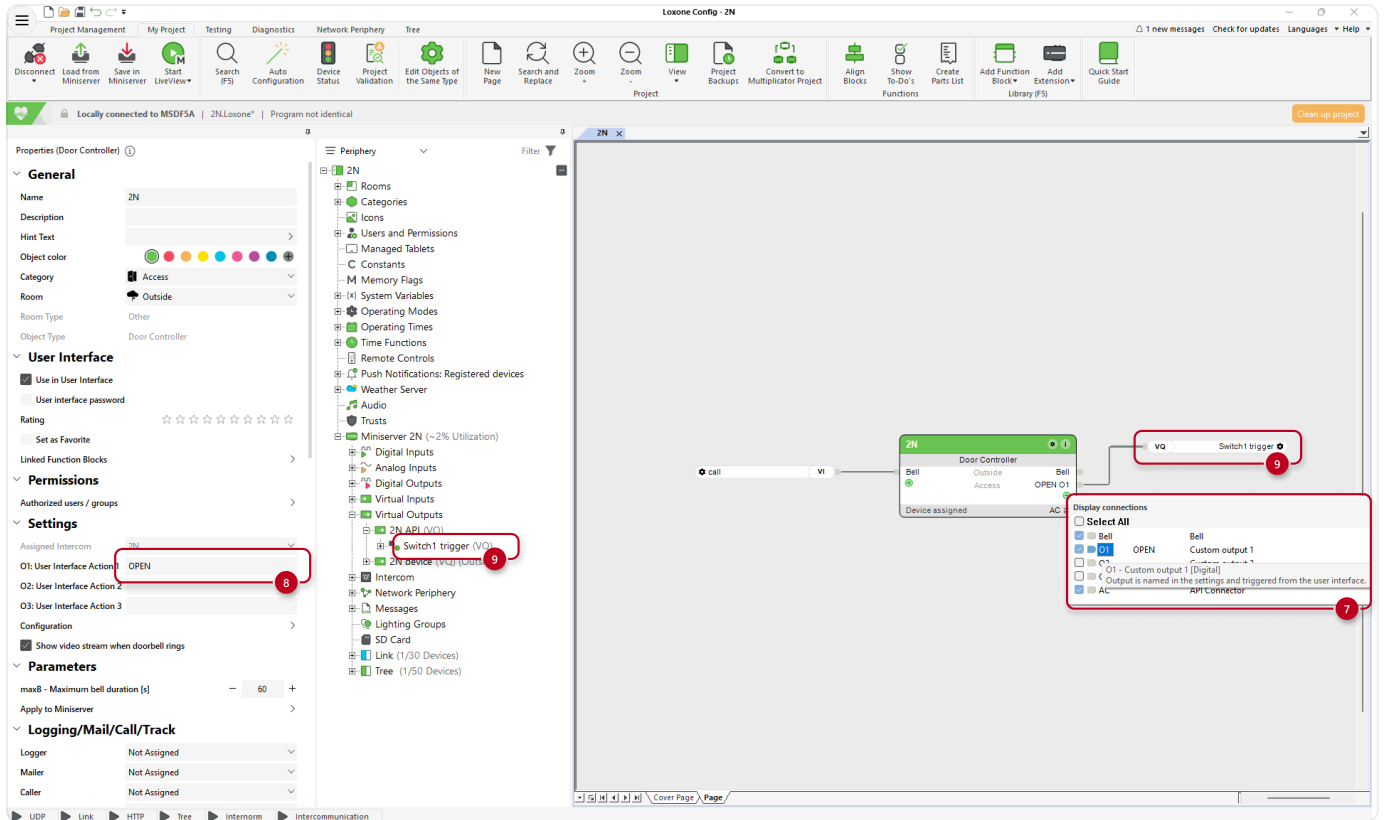 Loxone Config - 2N
Project Management My Project Testing Diagnostics Network Periphery Tree
1 new messages Check for updates Languages Help
Disconnect
Load from Miniserver
Save in Miniserver
Start LiveView
Search (F5)
Auto Configuration
Device Status
Project Validation
Edit Objects of the Same Type
New Page
Search and Replace
Zoom +
Zoom -
View
Project Backups
Convert to Multiplicator Project
Align Blocks
Show To-Do's
Create Parts List
Add Function Block
Add Extension
Quick Start Guide
Project
Functions
Library (F5)
Locally connected to MSDF5A | 2N.Loxone* | Program not identical
Clean up project
Properties (Door Controller)
General
Name 2N
Description
Hint Text
Object color
Category Access
Room Outside
Room Type Other
Object Type Door Controller
User Interface
Use in User Interface
User interface password
Rating
Set as Favorite
Linked Function Blocks
Permissions
Authorized users / groups
Settings
Assigned Intercom 2N
O1: User Interface Action 1 OPEN
8
O2: User Interface Action 2
O3: User Interface Action 3
Configuration
Show video stream when doorbell rings
Parameters
maxB - Maximum bell duration [s] − 60 +
Apply to Miniserver
Logging/Mail/Call/Track
Logger Not Assigned
Mailer Not Assigned
Caller Not Assigned
Periphery
Filter
2N
Rooms
Categories
Icons
Users and Permissions
Managed Tablets
C Constants
M Memory Flags
System Variables
Operating Modes
Operating Times
Time Functions
Remote Controls
Push Notifications: Registered devices
Weather Server
Audio
Trusts
Miniserver 2N (~2% Utilization)
Digital Inputs
Analog Inputs
Digital Outputs
Virtual Inputs
Virtual Outputs
2N API (VQ)
Switch1 trigger (VQ)
9
2N device (VQ)
Intercom
Network Periphery
Messages
Lighting Groups
SD Card
Link (1/30 Devices)
Tree (1/50 Devices)
2N
call VI
2N
Door Controller
Bell Outside Bell
Access OPEN O1
Device assigned AC
VQ Switch1 trigger
9
Display connections
Select All
Bell Bell
O1 OPEN Custom output 1
O1 - Custom output 1 [Digital]
Output is named in the settings and triggered from the user interface.
AC API Connector
7
Cover Page Page
UDP Link HTTP Tree Internorm Intercommunication